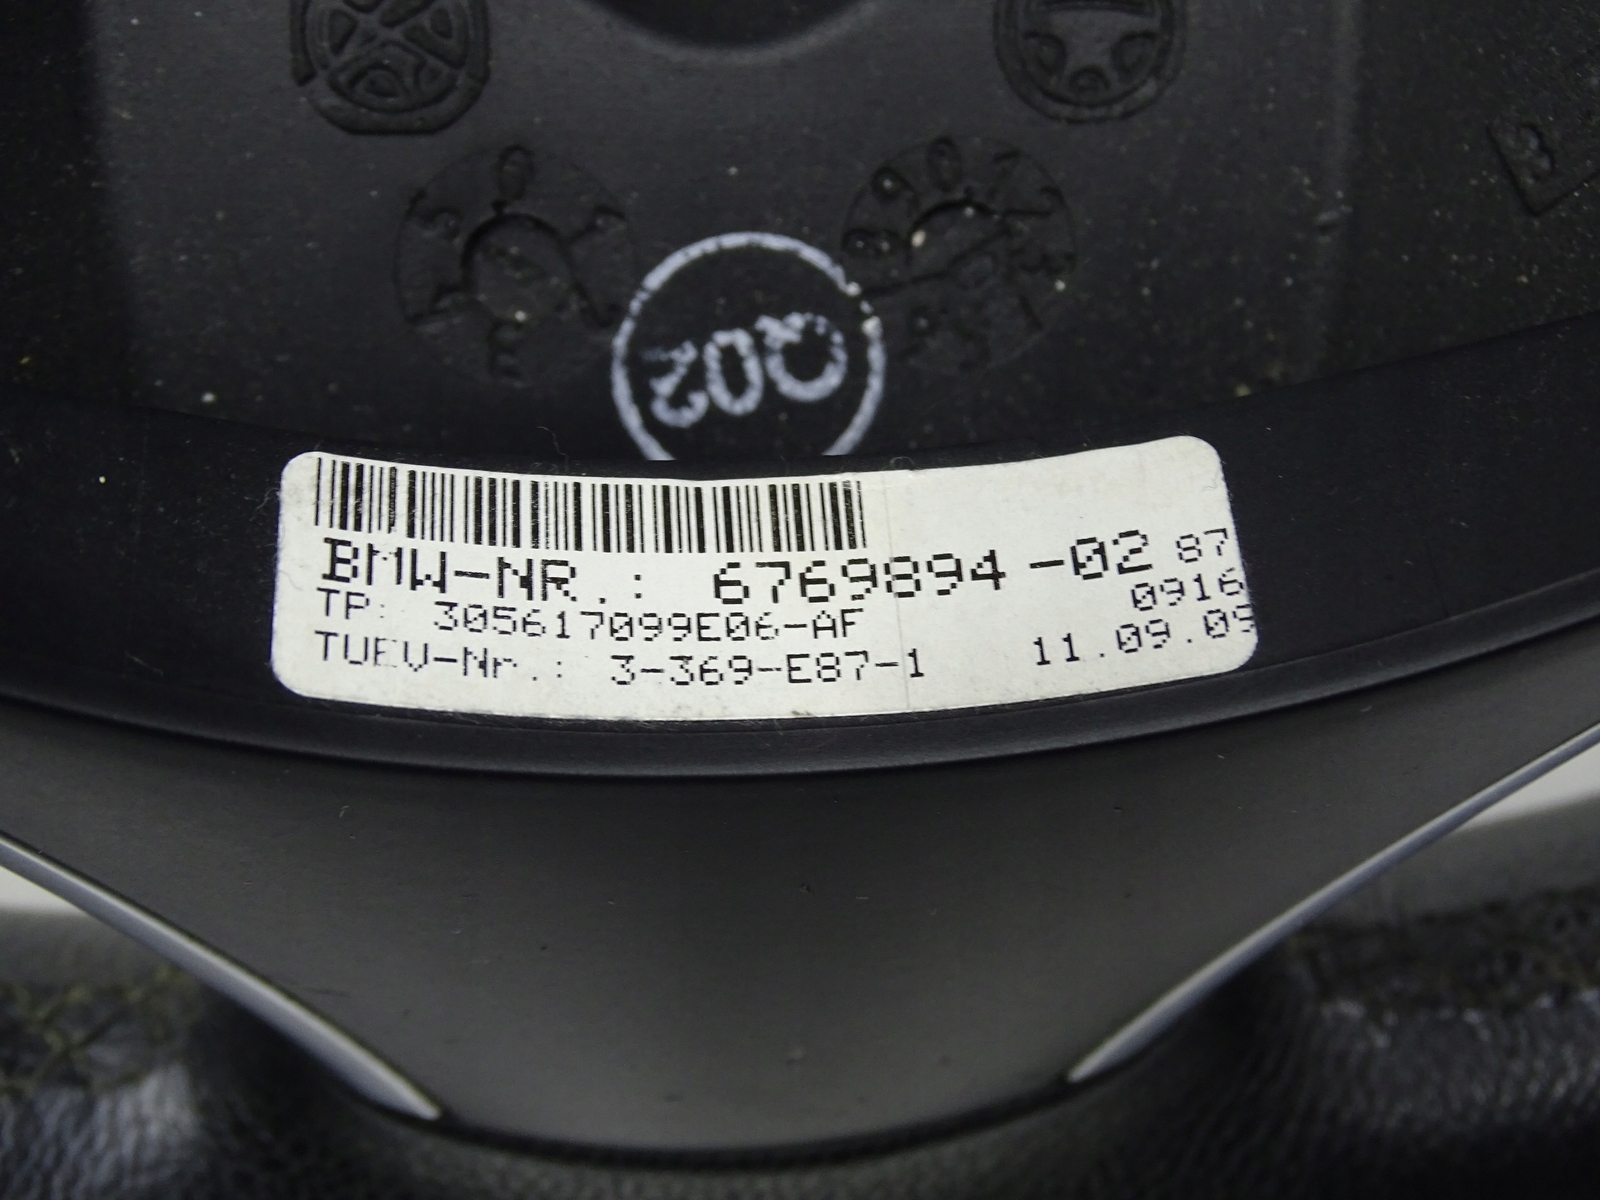 Q02
BMW-NR.: 6769894-02 87
TP: 305617099E06-AF 0916
TUEV-Nr.: 3-369-E87-1 11.09.09